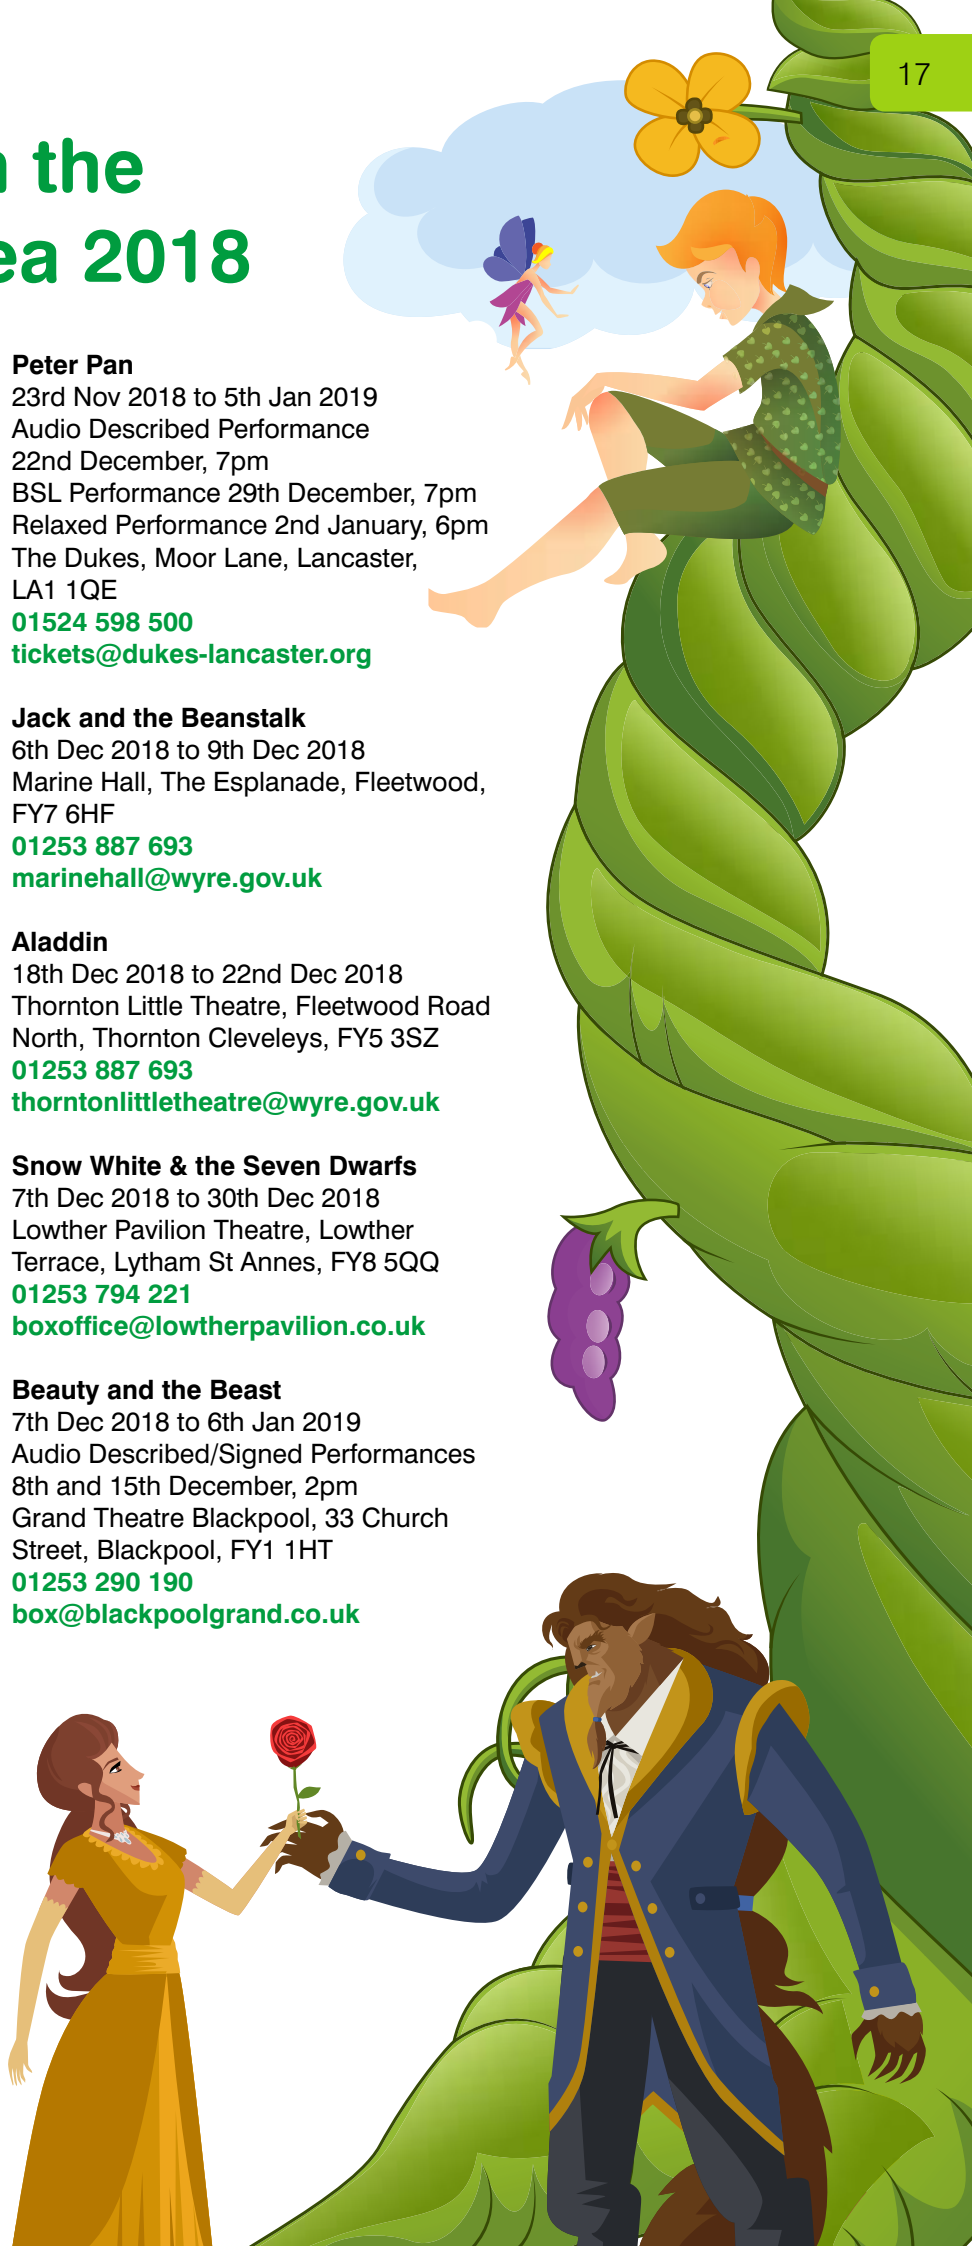 17
the
2018
Peter Pan
23rd Nov 2018 to 5th Jan 2019
Audio Described Performance
22nd December, 7pm
BSL Performance 29th December, 7pm
Relaxed Performance 2nd January, 6pm
The Dukes, Moor Lane, Lancaster,
LA1 1QE
01524 598 500
tickets@dukes-lancaster.org
Jack and the Beanstalk
6th Dec 2018 to 9th Dec 2018
Marine Hall, The Esplanade, Fleetwood,
FY7 6HF
01253 887 693
marinehall@wyre.gov.uk
Aladdin
18th Dec 2018 to 22nd Dec 2018
Thornton Little Theatre, Fleetwood Road
North, Thornton Cleveleys, FY5 3SZ
01253 887 693
thorntonlittletheatre@wyre.gov.uk
Snow White & the Seven Dwarfs
7th Dec 2018 to 30th Dec 2018
Lowther Pavilion Theatre, Lowther
Terrace, Lytham St Annes, FY8 5QQ
01253 794 221
boxoffice@lowtherpavilion.co.uk
Beauty and the Beast
7th Dec 2018 to 6th Jan 2019
Audio Described/Signed Performances
8th and 15th December, 2pm
Grand Theatre Blackpool, 33 Church
Street, Blackpool, FY1 1HT
01253 290 190
box@blackpoolgrand.co.uk